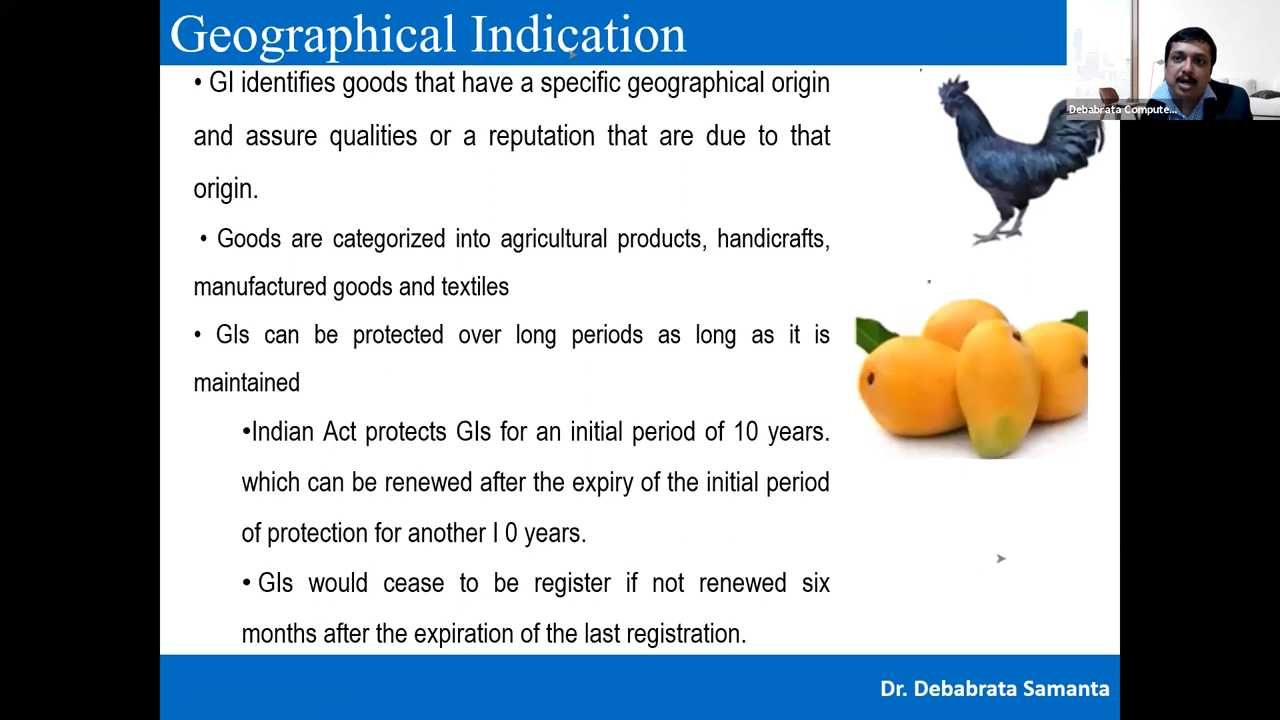 Geographical Indication
• GI identifies goods that have a specific geographical origin
and assure qualities or a reputation that are due to that
origin.
• Goods are categorized into agricultural products, handicrafts,
manufactured goods and textiles
• GIs can be protected over long periods as long as it is
maintained
•Indian Act protects GIs for an initial period of 10 years.
which can be renewed after the expiry of the initial period
of protection for another I 0 years.
• GIs would cease to be register if not renewed six
months after the expiration of the last registration.
Dr. Debabrata Samanta
Debabrata Compute...